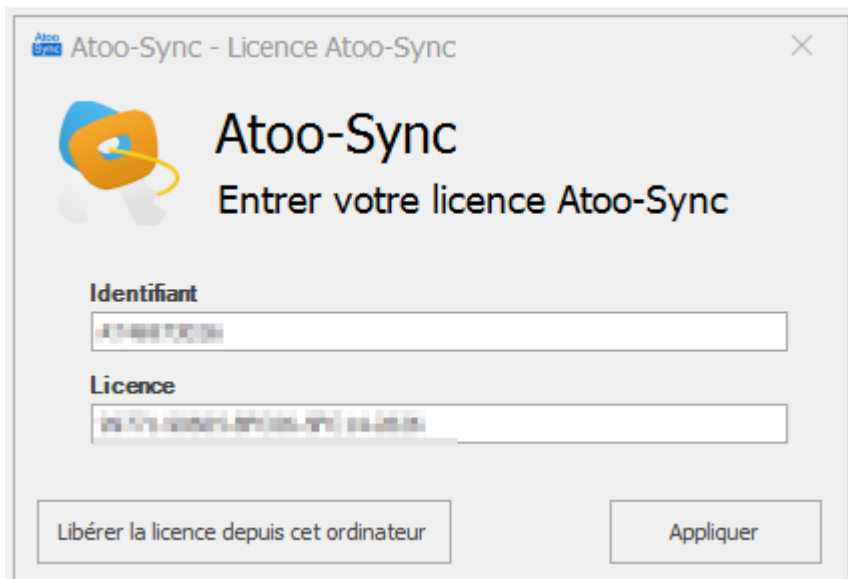 Atoo
Sync
Atoo-Sync - Licence Atoo-Sync
Atoo-Sync
Entrer votre licence Atoo-Sync
Identifiant
Licence
Libérer la licence depuis cet ordinateur
Appliquer